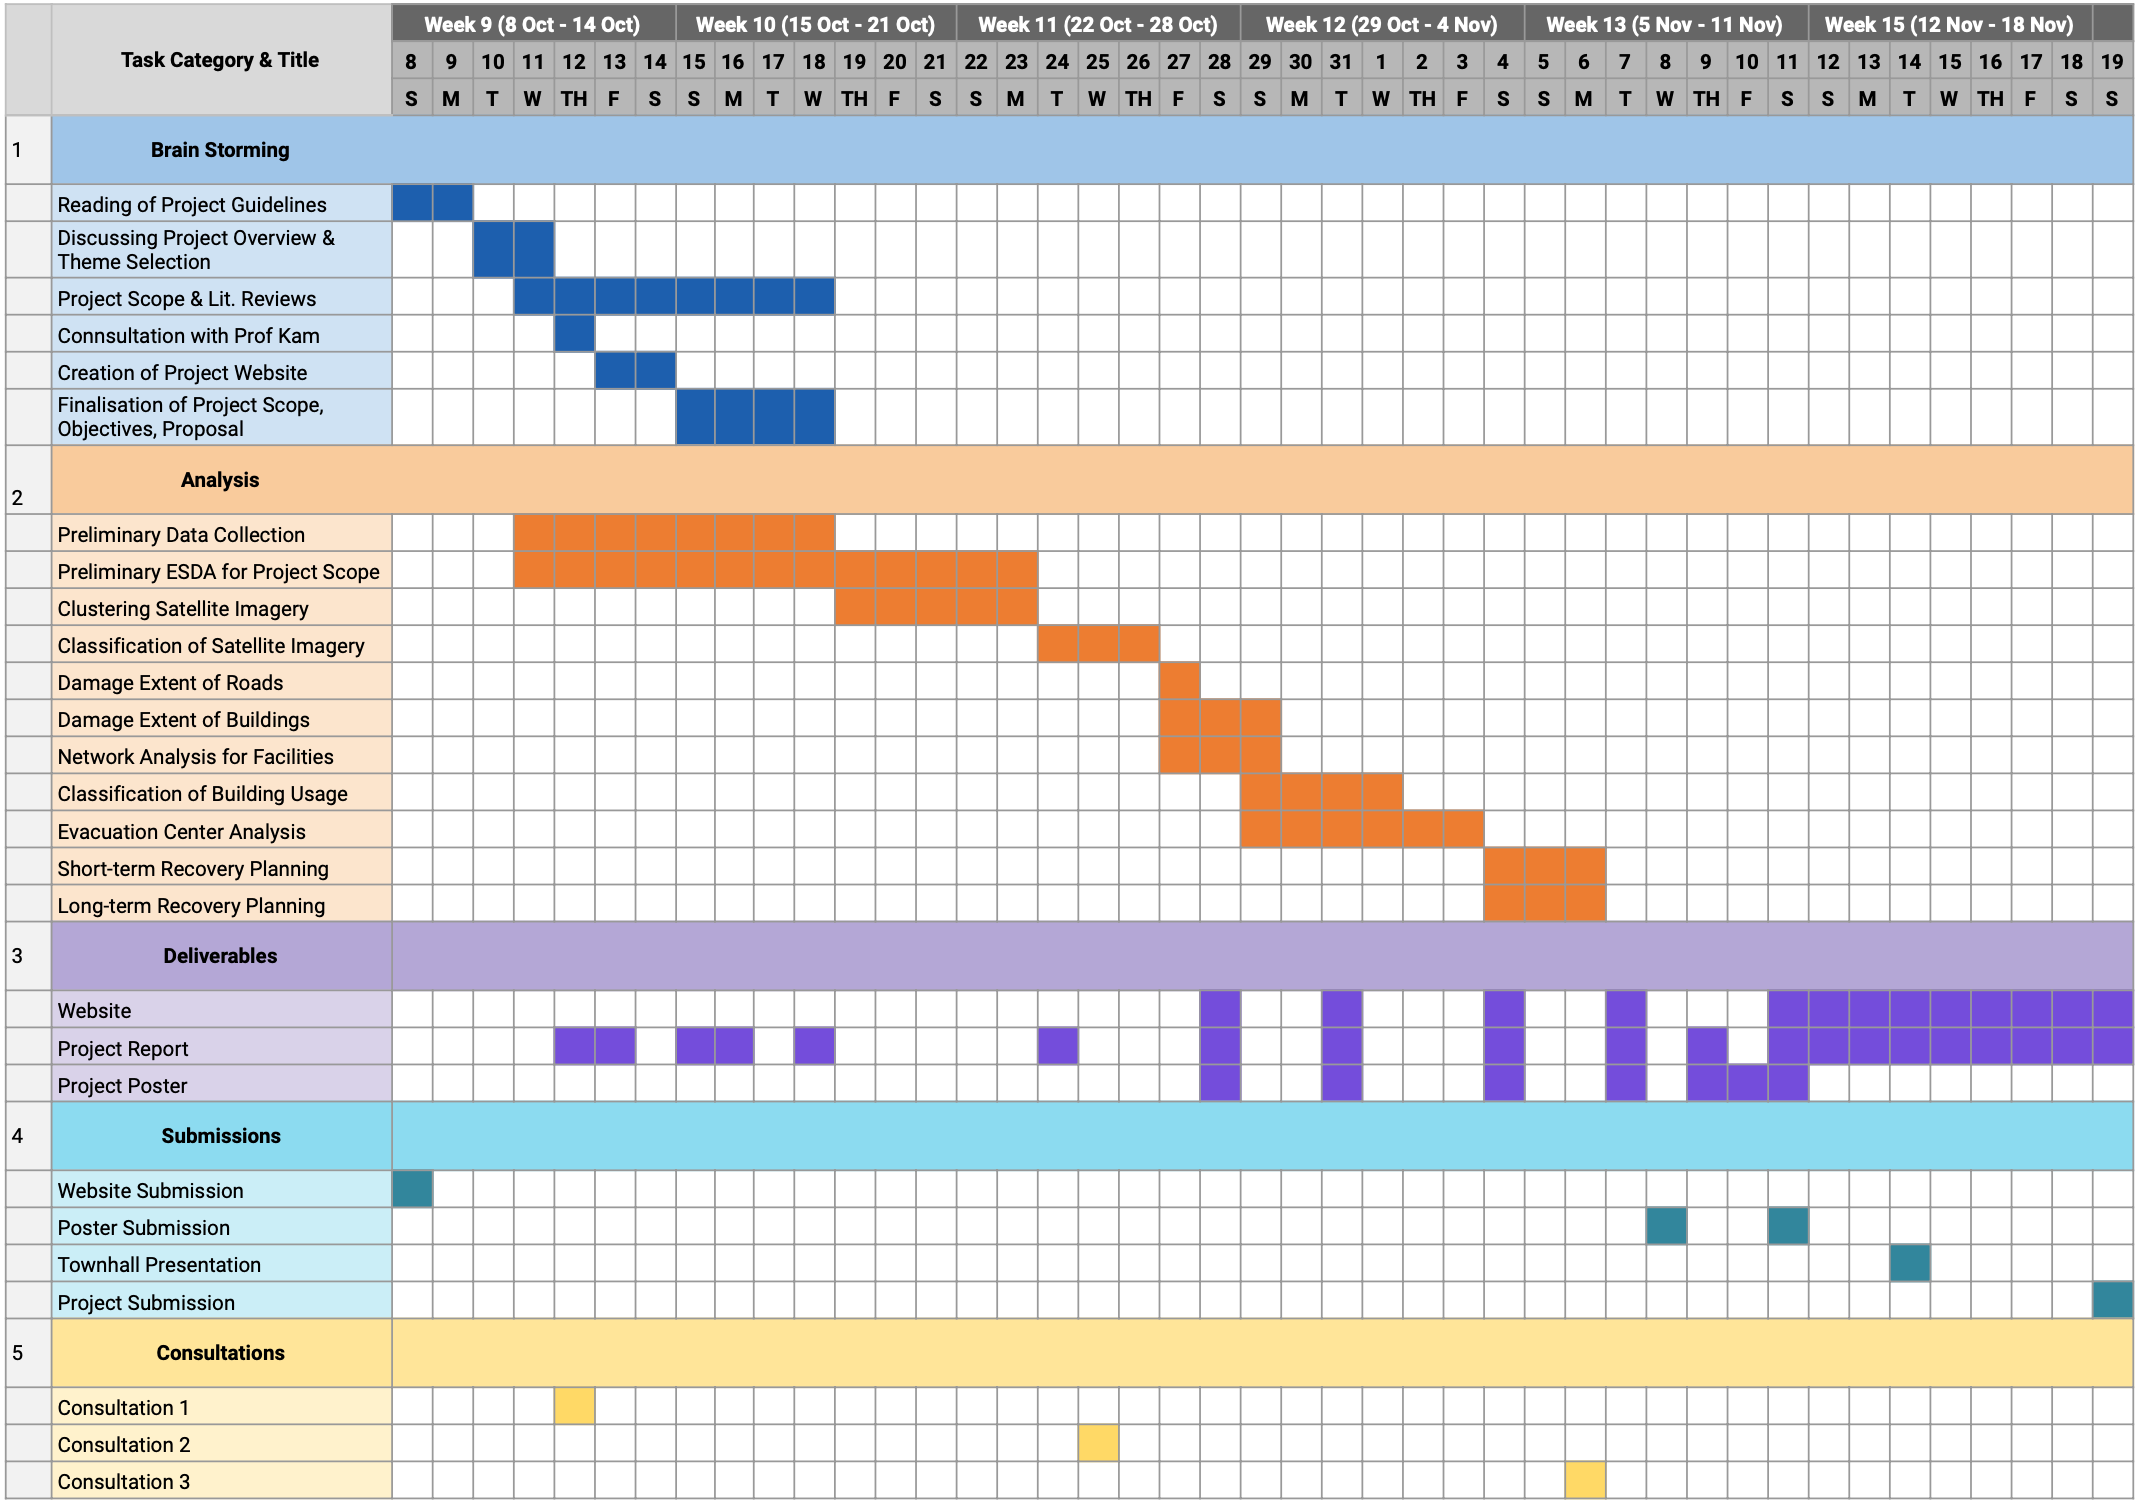 Task Category & Title
Week 9 (8 Oct - 14 Oct) Week 10 (15 Oct - 21 Oct) Week 11 (22 Oct - 28 Oct) Week 12 (29 Oct - 4 Nov) Week 13 (5 Nov - 11 Nov) Week 15 (12 Nov - 18 Nov)
8 9 10 11 12 13 14 15 16 17 18 19 20 21 22 23 24 25 26 27 28 29 30 31 1 2 3 4 5 6 7 8 9 10 11 12 13 14 15 16 17 18 19
S M T W TH F S S M T W TH F S S M T W TH F S S M T W TH F S S M T W TH F S S M T W TH F S S
1 Brain Storming
Reading of Project Guidelines
Discussing Project Overview &
Theme Selection
Project Scope & Lit. Reviews
Connsultation with Prof Kam
Creation of Project Website
Finalisation of Project Scope,
Objectives, Proposal
2 Analysis
Preliminary Data Collection
Preliminary ESDA for Project Scope
Clustering Satellite Imagery
Classification of Satellite Imagery
Damage Extent of Roads
Damage Extent of Buildings
Network Analysis for Facilities
Classification of Building Usage
Evacuation Center Analysis
Short-term Recovery Planning
Long-term Recovery Planning
3 Deliverables
Website
Project Report
Project Poster
4 Submissions
Website Submission
Poster Submission
Townhall Presentation
Project Submission
5 Consultations
Consultation 1
Consultation 2
Consultation 3